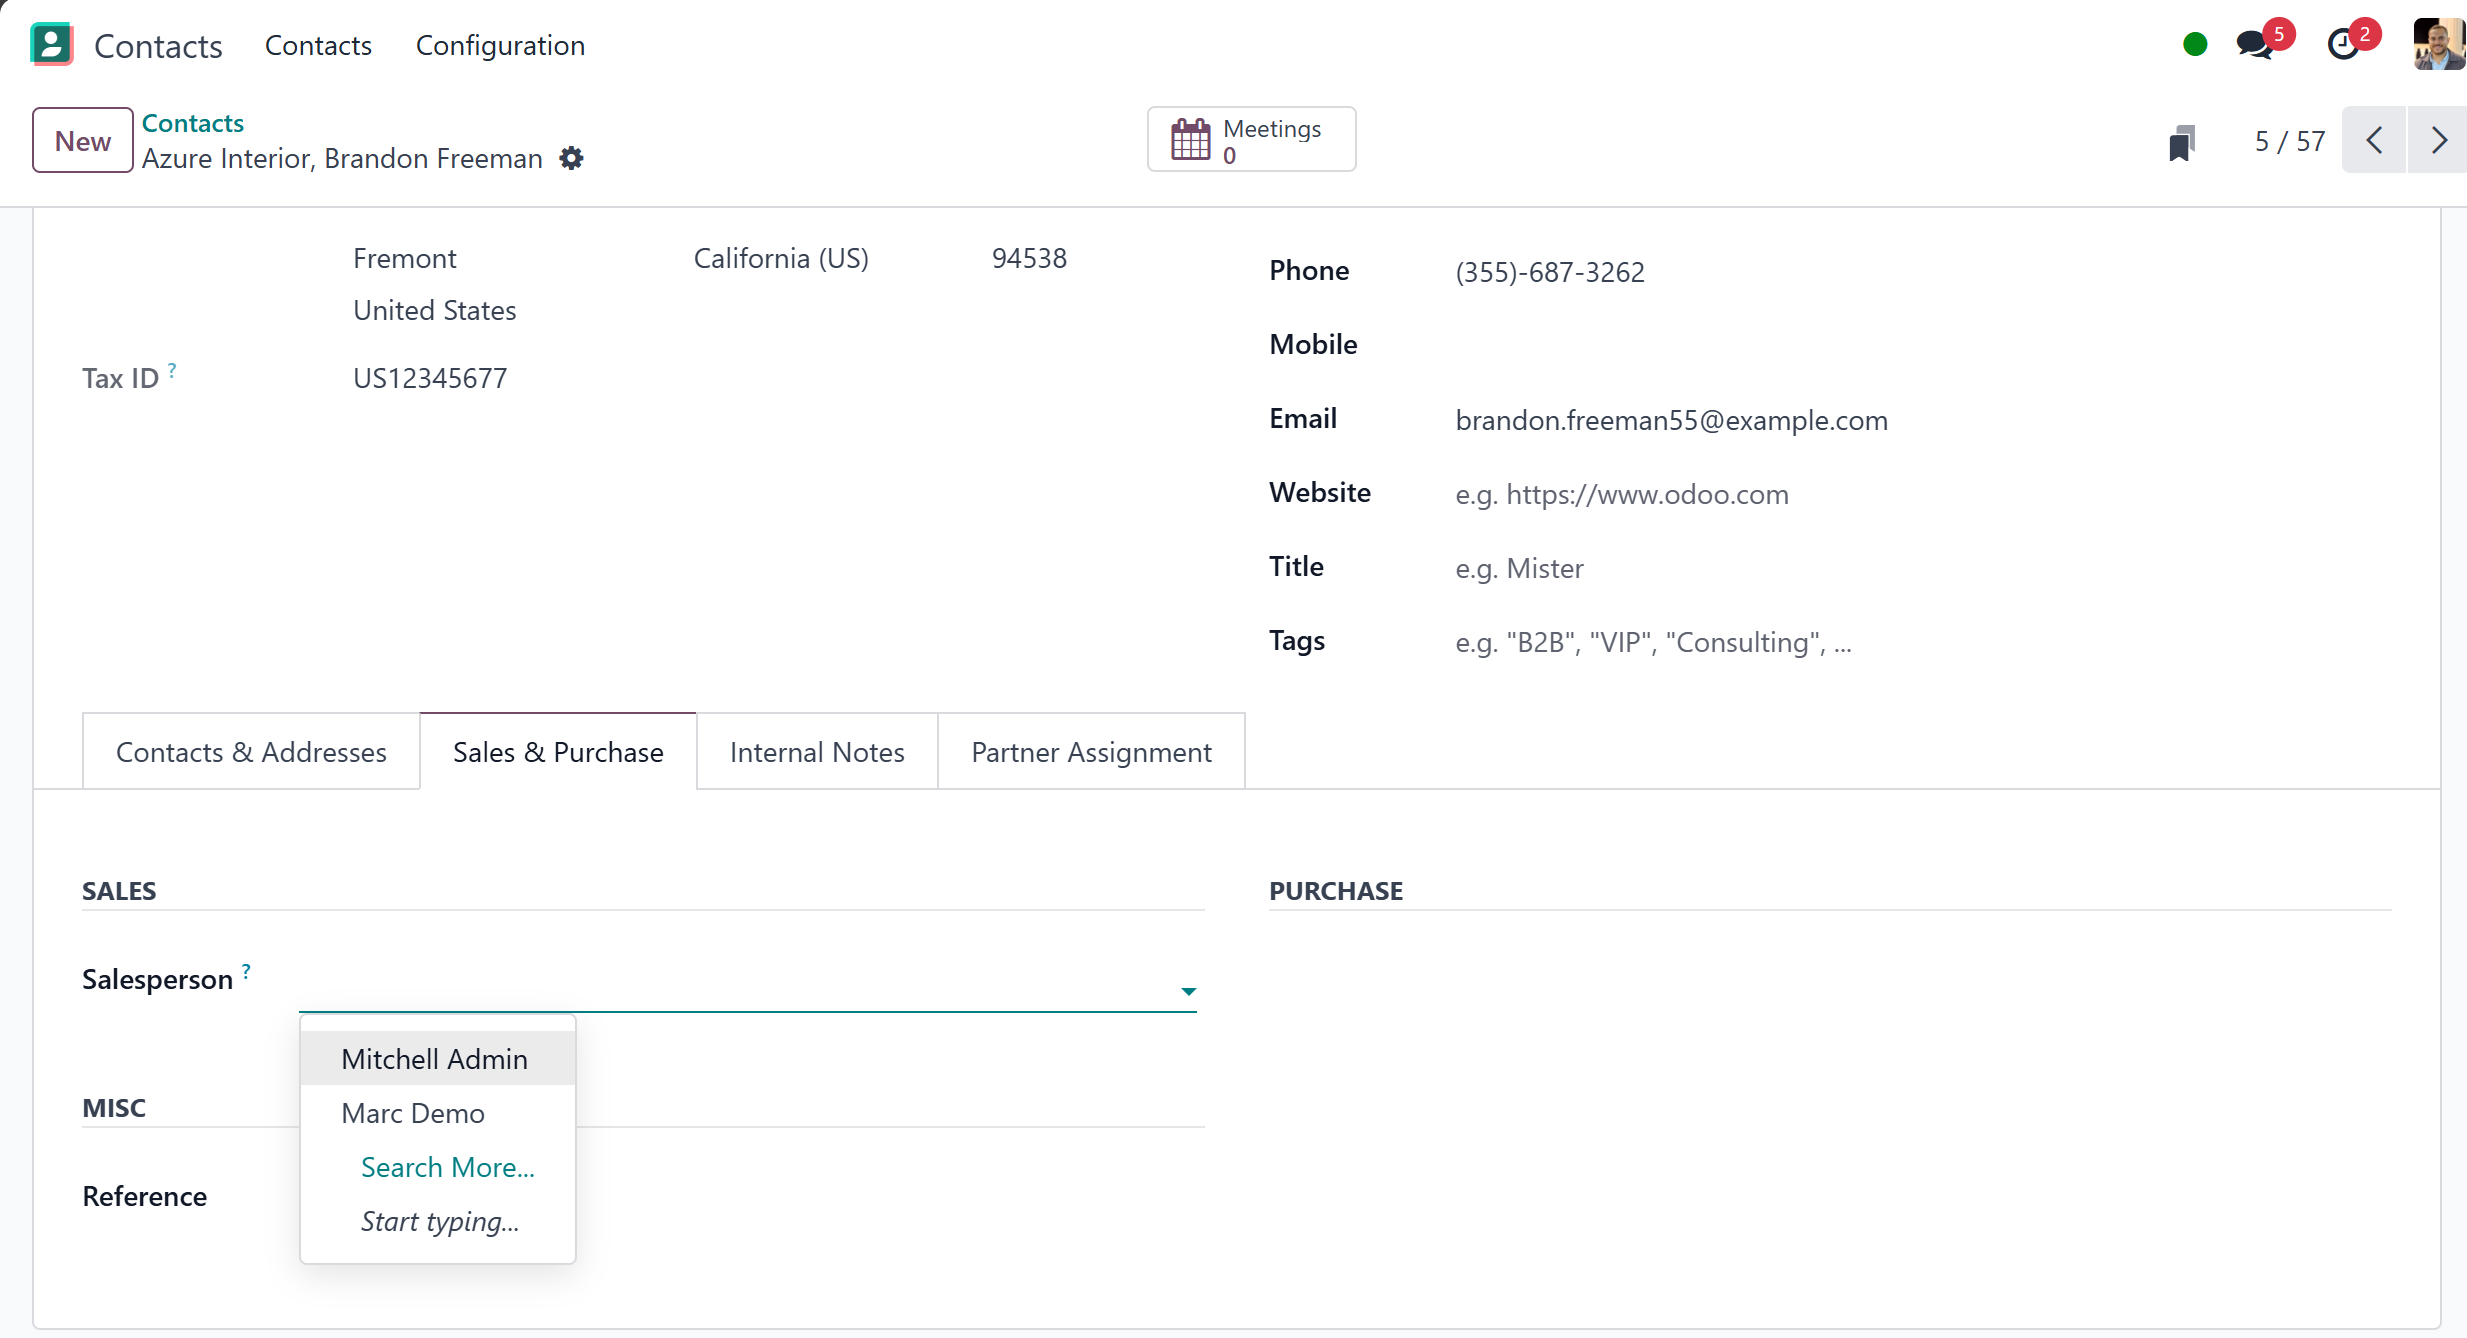 Contacts Contacts Configuration 5 2
New Contacts
Azure Interior, Brandon Freeman
Meetings
0
5 / 57
Fremont California (US) 94538
United States
Tax ID ? US12345677
Phone (355)-687-3262
Mobile
Email brandon.freeman55@example.com
Website e.g. https://www.odoo.com
Title e.g. Mister
Tags e.g. "B2B", "VIP", "Consulting", ...
Contacts & Addresses Sales & Purchase Internal Notes Partner Assignment
SALES PURCHASE
Salesperson ?
Mitchell Admin
Marc Demo
Search More...
Start typing...
MISC
Reference